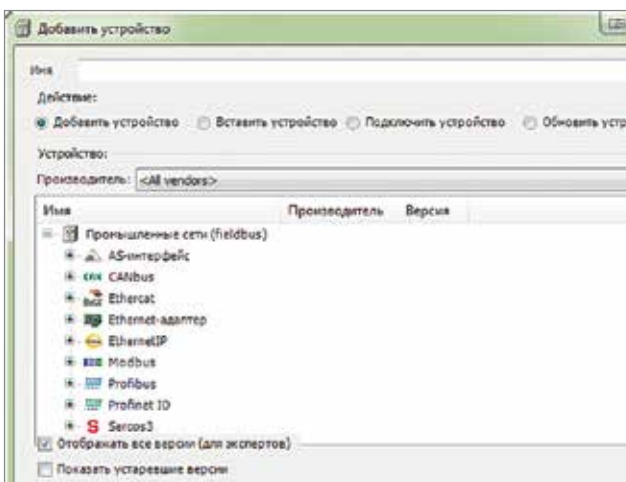 Добавить устройство
Имя
Действие:
Добавить устройство Вставить устройство Подключить устройство Обновить устр
Устройство:
Производитель: <All vendors>
Имя Производитель Версия
Промышленные сети (fieldbus)
AS-интерфейс
CAN CANbus
Ethercat
Ethernet-адаптер
EthernetIP
Modbus
Profibus
Profinet IO
S Sercos3
Отображать все версии (для экспертов)
Показать устаревшие версии